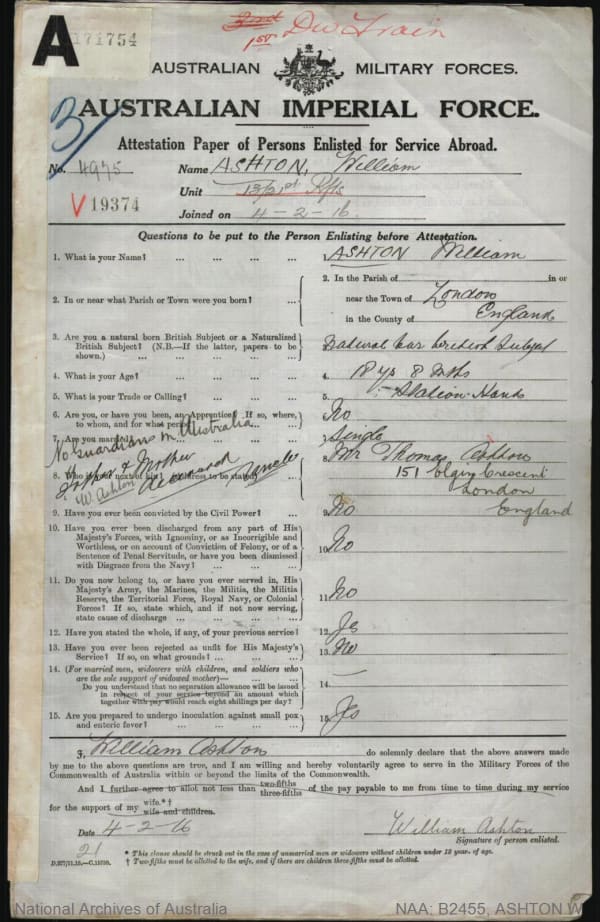 A
171754
2nd
1st Div Train
AUSTRALIAN MILITARY FORCES.
3/
AUSTRALIAN IMPERIAL FORCE.
Attestation Paper of Persons Enlisted for Service Abroad.
No. 4975 Name ASHTON, William
Unit 13/21st Rfts
V 19374
Joined on 4-2-16
Questions to be put to the Person Enlisting before Attestation.
1. What is your Name? ... ... ... ... 1. ASHTON William
2. In or near what Parish or Town were you born? ... 2. In the Parish of in or
near the Town of London
in the County of England
3. Are you a natural born British Subject or a Naturalized
British Subject? (N.B.—If the latter, papers to be
shown.) ... ... ... ... 3. Natural born British Subject
4. What is your Age? ... ... ... ... 4. 18 ys 8 mths
5. What is your Trade or Calling? ... ... ... 5. Station Hand
6. Are you, or have you been, an Apprentice? If so, where,
to whom, and for what period 6. No
No guardians in Australia
7. Are you married 7. Single
Father & Mother
W. Ashton
8. Who is your next of kin? (Address to be stated) 8. Mr Thomas Ashton
151 Elgin Crescent
London
England
9. Have you ever been convicted by the Civil Power? ... 9. No
10. Have you ever been discharged from any part of His
Majesty's Forces, with Ignominy, or as Incorrigible and
Worthless, or on account of Conviction of Felony, or of a
Sentence of Penal Servitude, or have you been dismissed
with Disgrace from the Navy? ... ... ... 10. No
11. Do you now belong to, or have you ever served in, His
Majesty's Army, the Marines, the Militia, the Militia
Reserve, the Territorial Force, Royal Navy, or Colonial
Forces? If so, state which, and if not now serving,
state cause of discharge ... ... ... 11. No
12. Have you stated the whole, if any, of your previous service? 12. Yes
13. Have you ever been rejected as unfit for His Majesty's
Service? If so, on what grounds? ... ... 13. No
14. (For married men, widowers with children, and soldiers who
are the sole support of widowed mother)—
Do you understand that no separation allowance will be issued
in respect of your service beyond an amount which
together with pay would reach eight shillings per day? 14. —
15. Are you prepared to undergo inoculation against small pox
and enteric fever? ... ... ... ... 15. Yes
I, William Ashton do solemnly declare that the above answers made
by me to the above questions are true, and I am willing and hereby voluntarily agree to serve in the Military Forces of the
Commonwealth of Australia within or beyond the limits of the Commonwealth.
And I further agree to allot not less than two-fifths three-fifths of the pay payable to me from time to time during my service
for the support of my wife.*† wife and children.
Date 4-2-16 William Ashton
Signature of person enlisted.
21 * This clause should be struck out in the case of unmarried men or widowers without children under 18 years of age.
† Two-fifths must be allotted to the wife, and if there are children three-fifths must be allotted.
National Archives of Australia NAA: B2455, ASHTON W